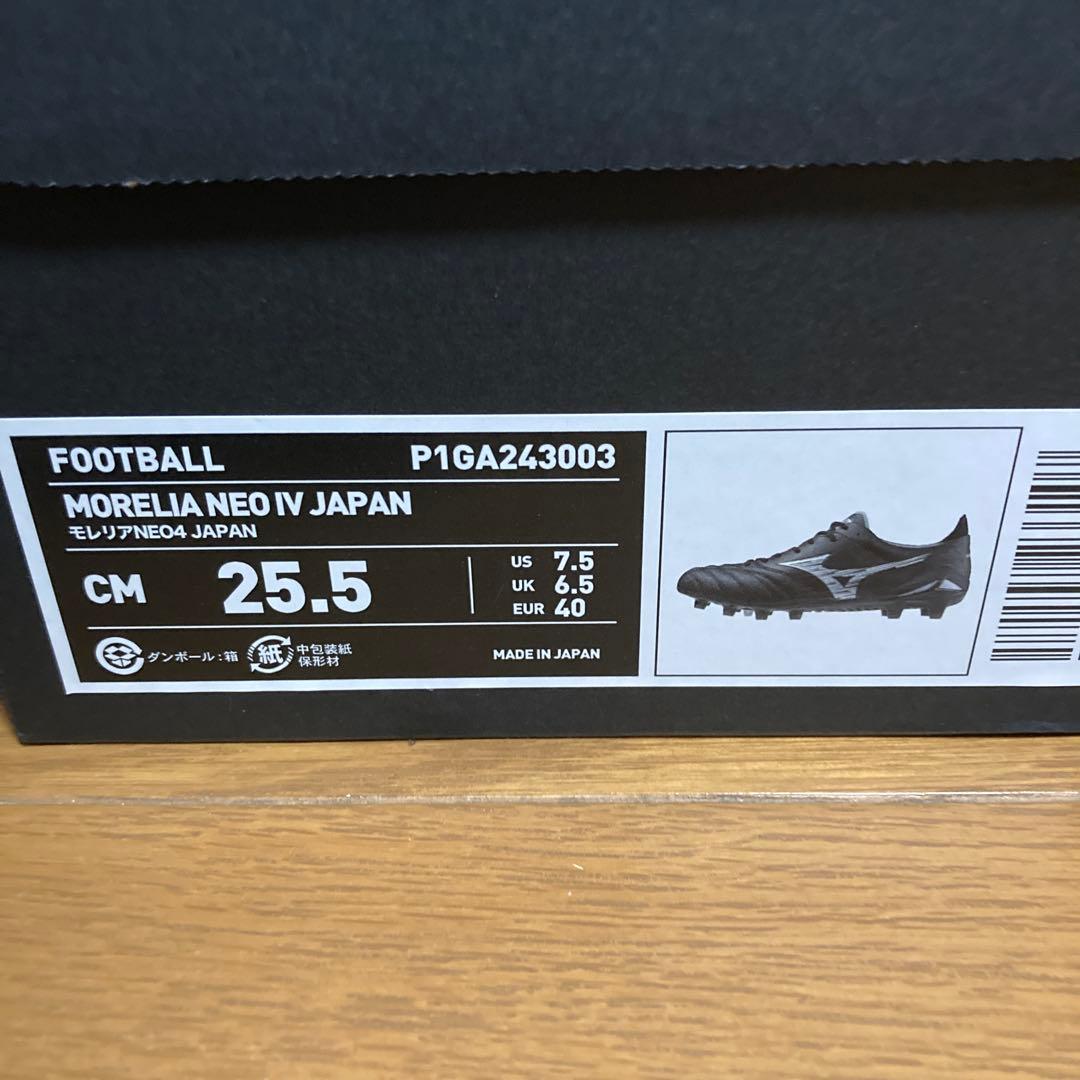 FOOTBALL P1GA243003
MORELIA NEO IV JAPAN
モレリアNEO4 JAPAN
CM 25.5
US 7.5
UK 6.5
EUR 40
ダンボール:箱
紙
中包装紙
保形材
MADE IN JAPAN